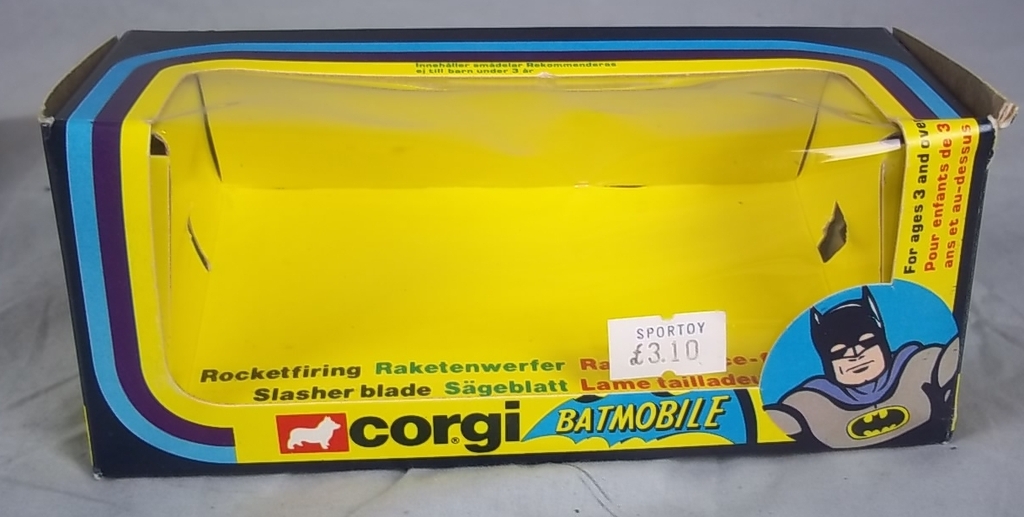 Innehåller smådelar Rekommenderas
ej till barn under 3 år
For ages 3 and over
Pour enfants de 3
ans et au-dessus
SPORTOY
£3.10
Rocketfiring Raketenwerfer
Slasher blade Sägeblatt Lame
corgi
BATMOBILE